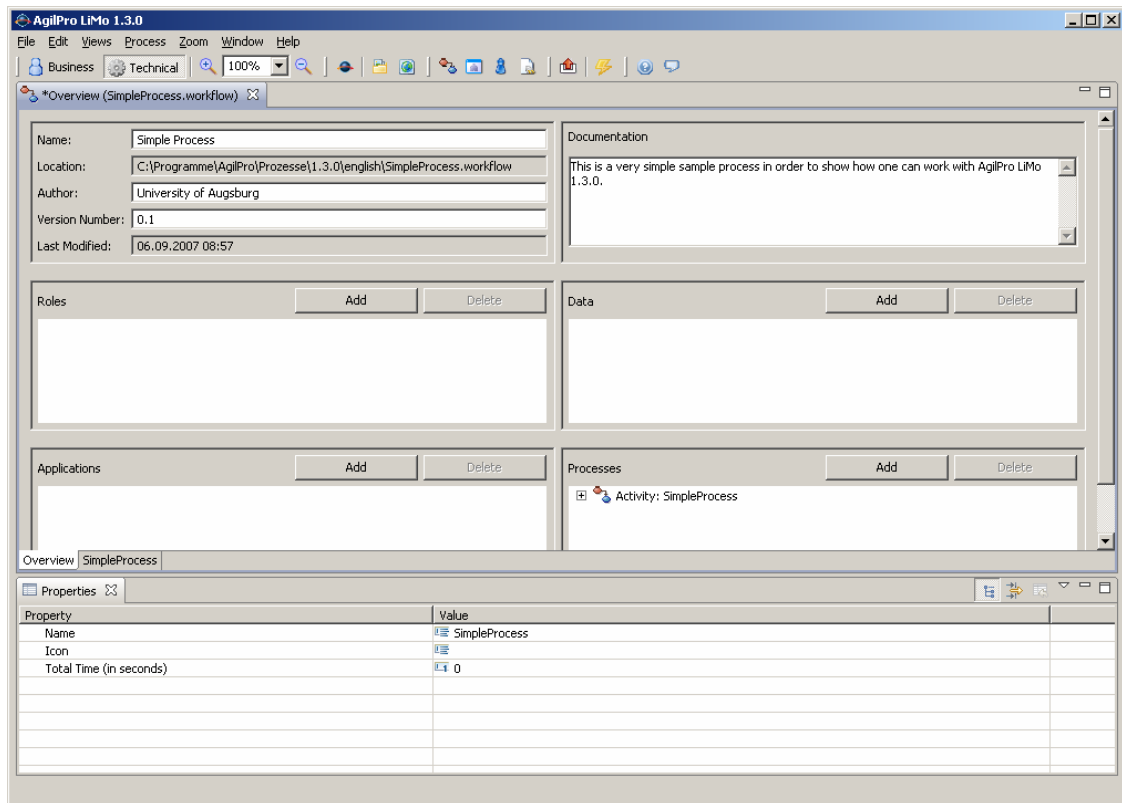 AgilPro LiMo 1.3.0
File Edit Views Process Zoom Window Help
Business Technical 100%
*Overview (SimpleProcess.workflow)
Name: Simple Process
Location: C:\Programme\AgilPro\Prozesse\1.3.0\english\SimpleProcess.workflow
Author: University of Augsburg
Version Number: 0.1
Last Modified: 06.09.2007 08:57
Documentation
This is a very simple sample process in order to show how one can work with AgilPro LiMo
1.3.0.
Roles Add Delete
Data Add Delete
Applications Add Delete
Processes Add Delete
Activity: SimpleProcess
Overview SimpleProcess
Properties
Property Value
Name SimpleProcess
Icon
Total Time (in seconds) 0